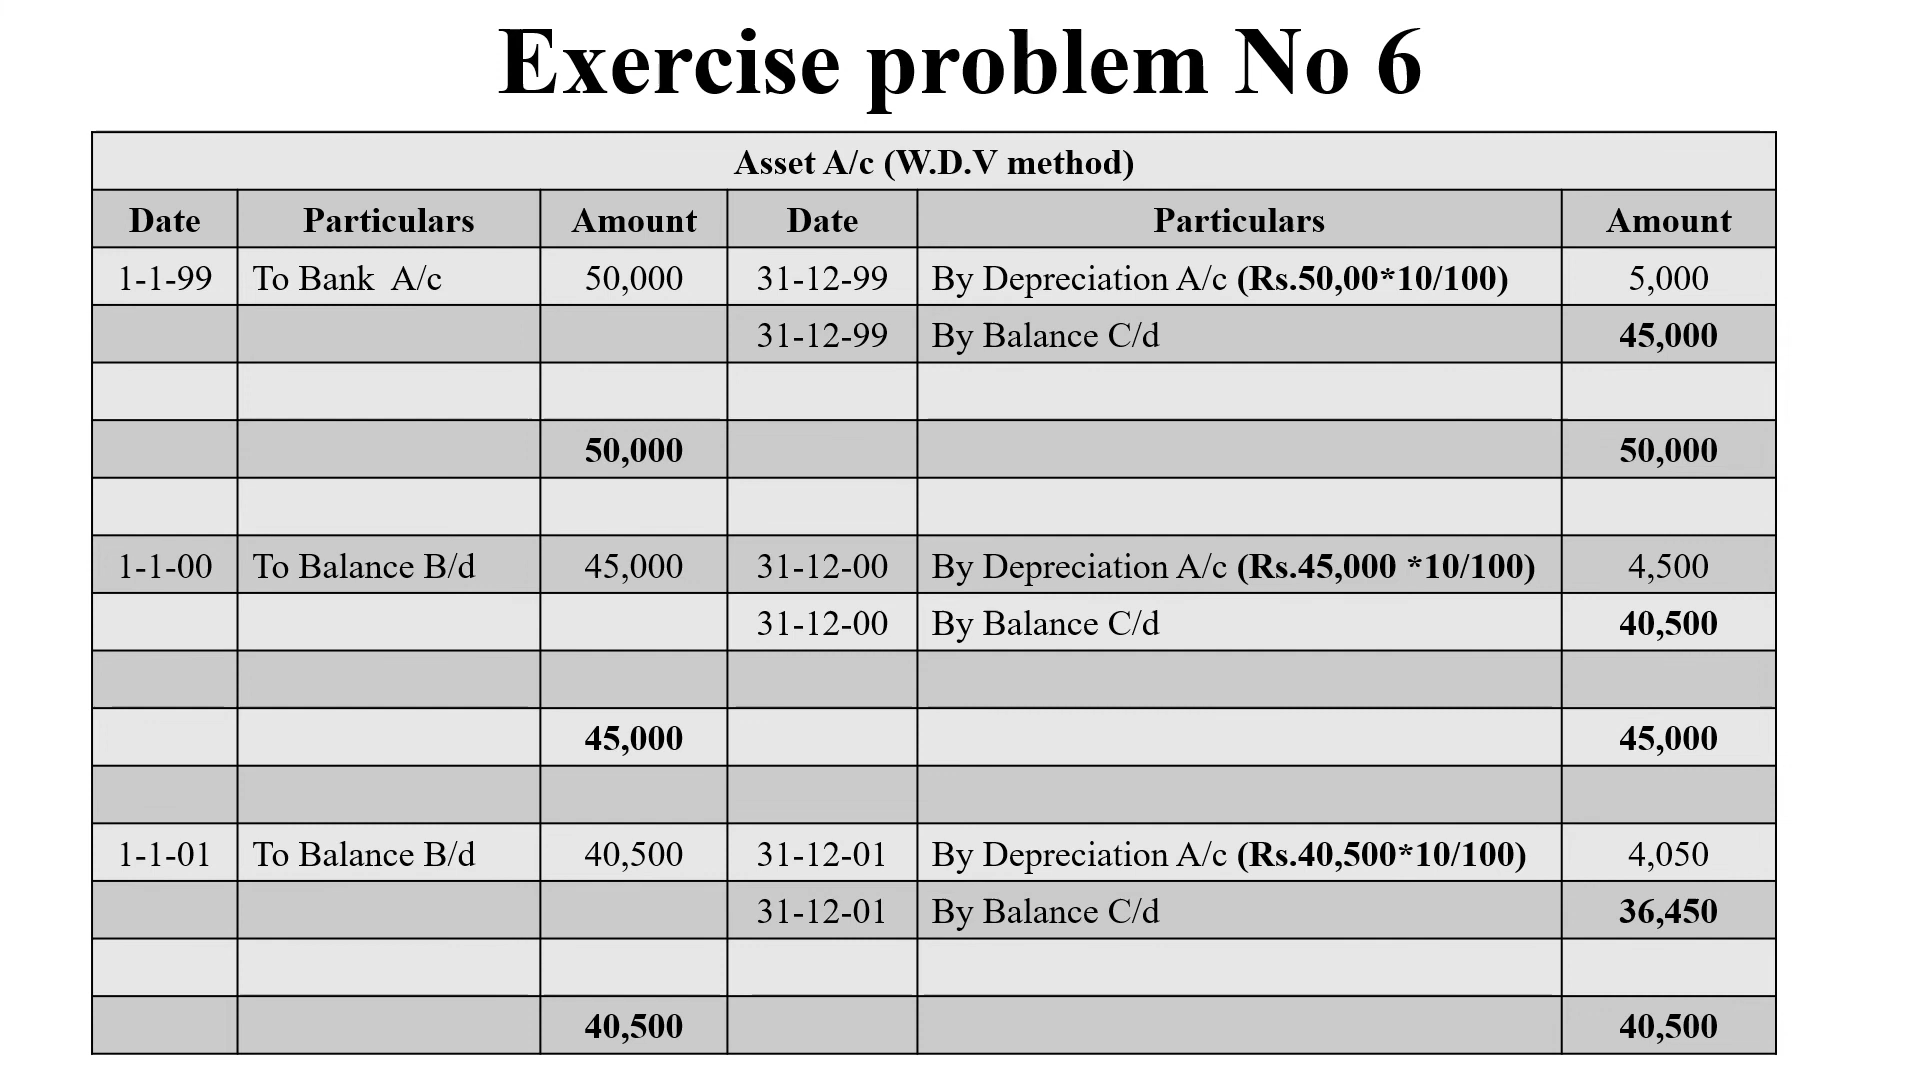 Exercise problem No 6
Asset A/c (W.D.V method)
Date Particulars Amount Date Particulars Amount
1-1-99 To Bank A/c 50,000 31-12-99 By Depreciation A/c (Rs.50,00*10/100) 5,000
31-12-99 By Balance C/d 45,000
50,000 50,000
1-1-00 To Balance B/d 45,000 31-12-00 By Depreciation A/c (Rs.45,000 *10/100) 4,500
31-12-00 By Balance C/d 40,500
45,000 45,000
1-1-01 To Balance B/d 40,500 31-12-01 By Depreciation A/c (Rs.40,500*10/100) 4,050
31-12-01 By Balance C/d 36,450
40,500 40,500